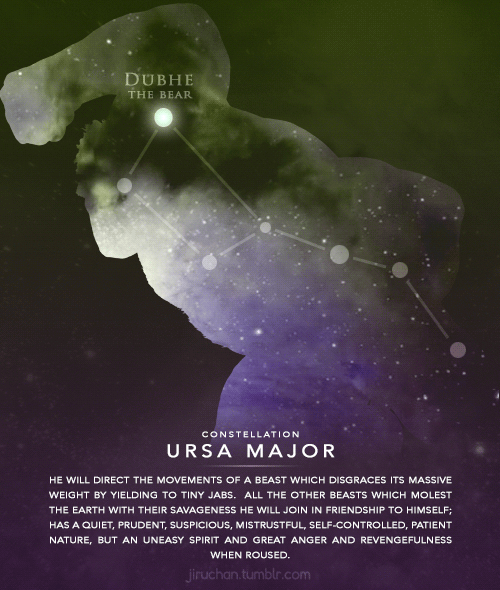 DUBHE
THE BEAR
CONSTELLATION
URSA MAJOR
HE WILL DIRECT THE MOVEMENTS OF A BEAST WHICH DISGRACES ITS MASSIVE
WEIGHT BY YIELDING TO TINY JABS. ALL THE OTHER BEASTS WHICH MOLEST
THE EARTH WITH THEIR SAVAGENESS HE WILL JOIN IN FRIENDSHIP TO HIMSELF;
HAS A QUIET, PRUDENT, SUSPICIOUS, MISTRUSTFUL, SELF-CONTROLLED, PATIENT
NATURE, BUT AN UNEASY SPIRIT AND GREAT ANGER AND REVENGEFULNESS
WHEN ROUSED.
jiruchan.tumblr.com